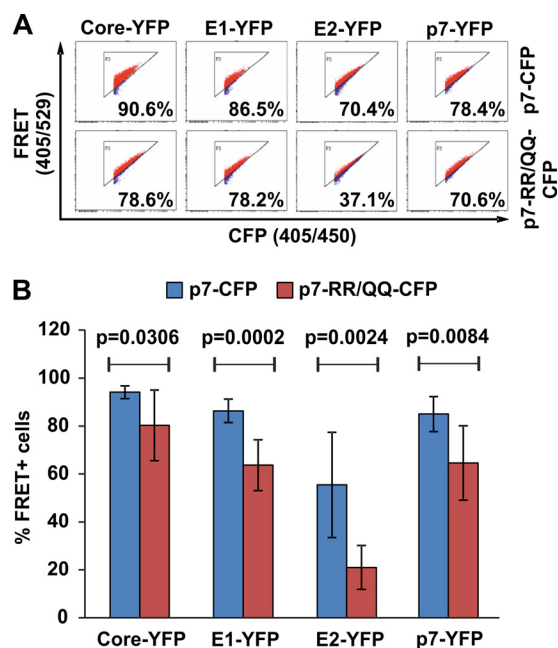 A
Core-YFP E1-YFP E2-YFP p7-YFP
FRET
(405/529)
P3 P3 P3 P3
90.6% 86.5% 70.4% 78.4%
p7-CFP
P3 P3 P3 P3
78.6% 78.2% 37.1% 70.6%
p7-RR/QQ-
CFP
CFP (405/450)
B
p7-CFP p7-RR/QQ-CFP
p=0.0306 p=0.0002 p=0.0024 p=0.0084
% FRET+ cells
120
100
80
60
40
20
0
Core-YFP E1-YFP E2-YFP p7-YFP